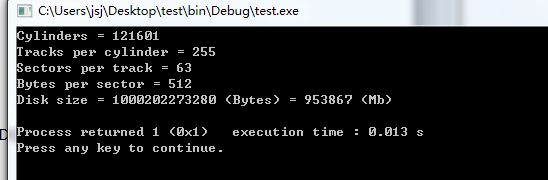 C:\Users\jsj\Desktop\test\bin\Debug\test.exe
Cylinders = 121601
Tracks per cylinder = 255
Sectors per track = 63
Bytes per sector = 512
Disk size = 1000202273280 (Bytes) = 953867 (Mb)
Process returned 1 (0x1)   execution time : 0.013 s
Press any key to continue.